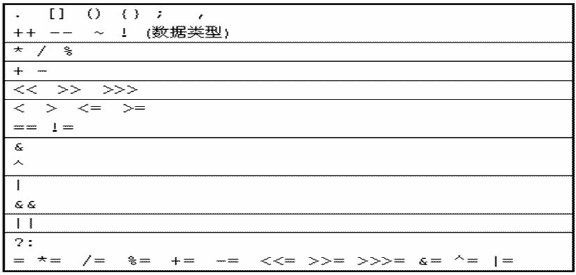 . [] () {} ; ,
++ -- ~ ! (数据类型)
* / %
+ -
<< >> >>>
< > <= >=
== !=
&
^
|
&&
||
?:
= *= /= %= += -= <<= >>= >>>= &= ^= |=